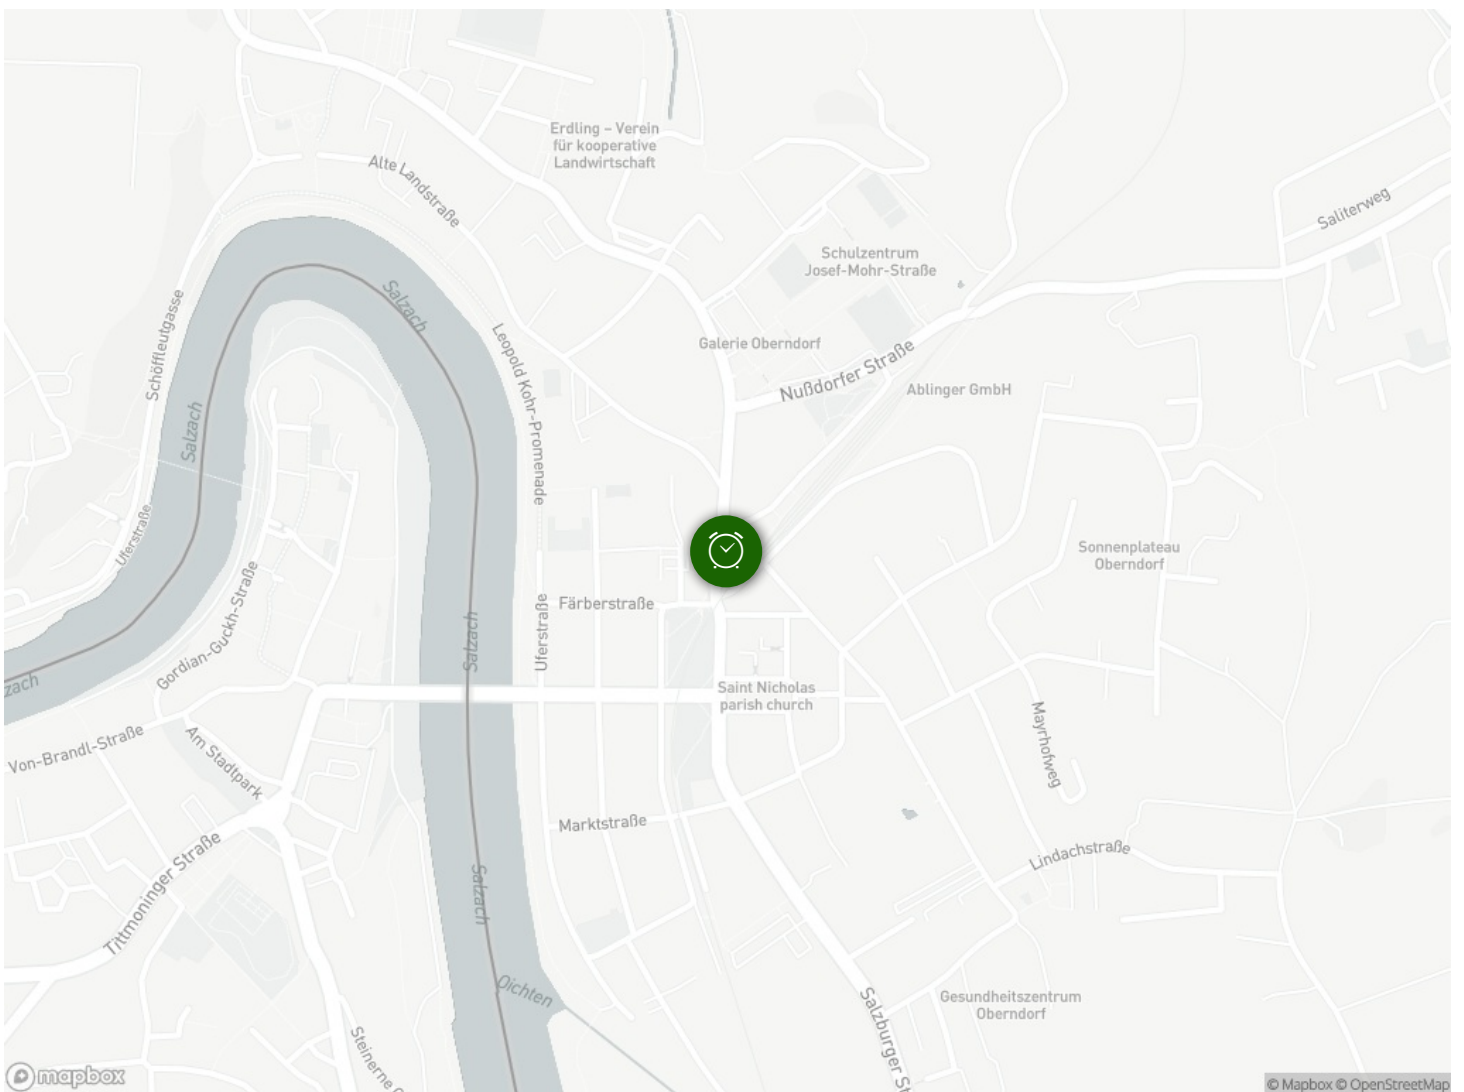 Erdling – Verein
für kooperative
Landwirtschaft
Alte Landstraße
Saliterweg
Schulzentrum
Josef-Mohr-Straße
Salzach
Schöffleutgasse
Galerie Oberndorf
Leopold Kohr-Promenade
Nußdorfer Straße
Ablinger GmbH
Salzach
Uferstraße
Sonnenplateau
Oberndorf
Gordian-Guckh-Straße
Färberstraße
Uferstraße
Salzach
zach
Saint Nicholas
parish church
Mayrhofweg
Von-Brandl-Straße
Am Stadtpark
Marktstraße
Lindachstraße
Tittmoninger Straße
Salzach
Oichten
Gesundheitszentrum
Oberndorf
Salzburger St
Steinerne
mapbox
© Mapbox © OpenStreetMap